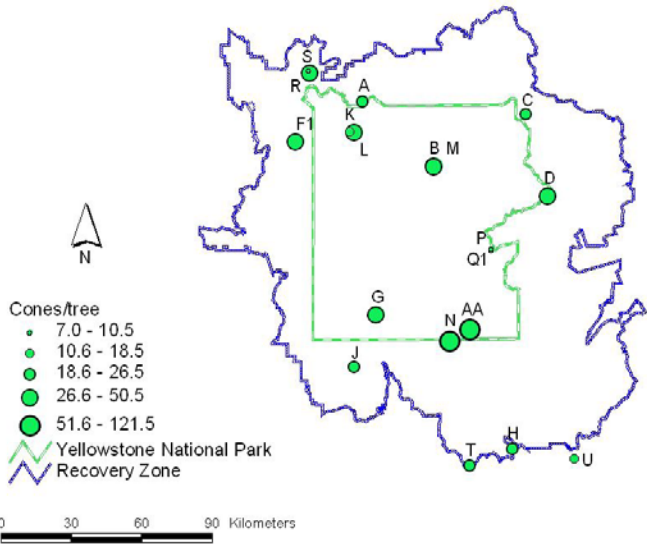 S
R
A
C
K
F1
L
B M
D
P
Q1
N
G
AA
N
J
H
T
U
Cones/tree
7.0 - 10.5
10.6 - 18.5
18.6 - 26.5
26.6 - 50.5
51.6 - 121.5
Yellowstone National Park
Recovery Zone
0 30 60 90 Kilometers